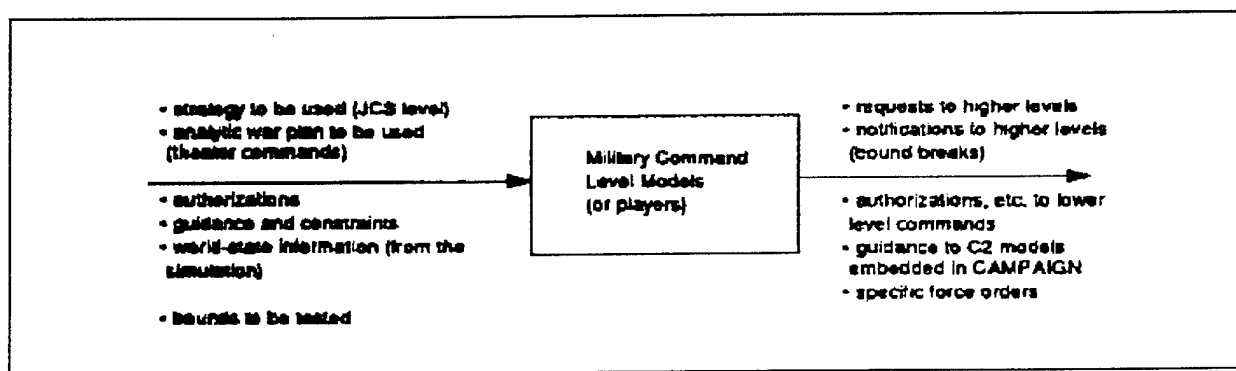 • strategy to be used (JCS level)
• analytic war plan to be used
(theater commands)
• authorizations
• guidance and constraints
• world-state information (from the
simulation)
• bounds to be tested
Military Command
Level Models
(or players)
• requests to higher levels
• notifications to higher levels
(bound breaks)
• authorizations, etc. to lower
level commands
• guidance to C2 models
embedded in CAMPAIGN
• specific force orders